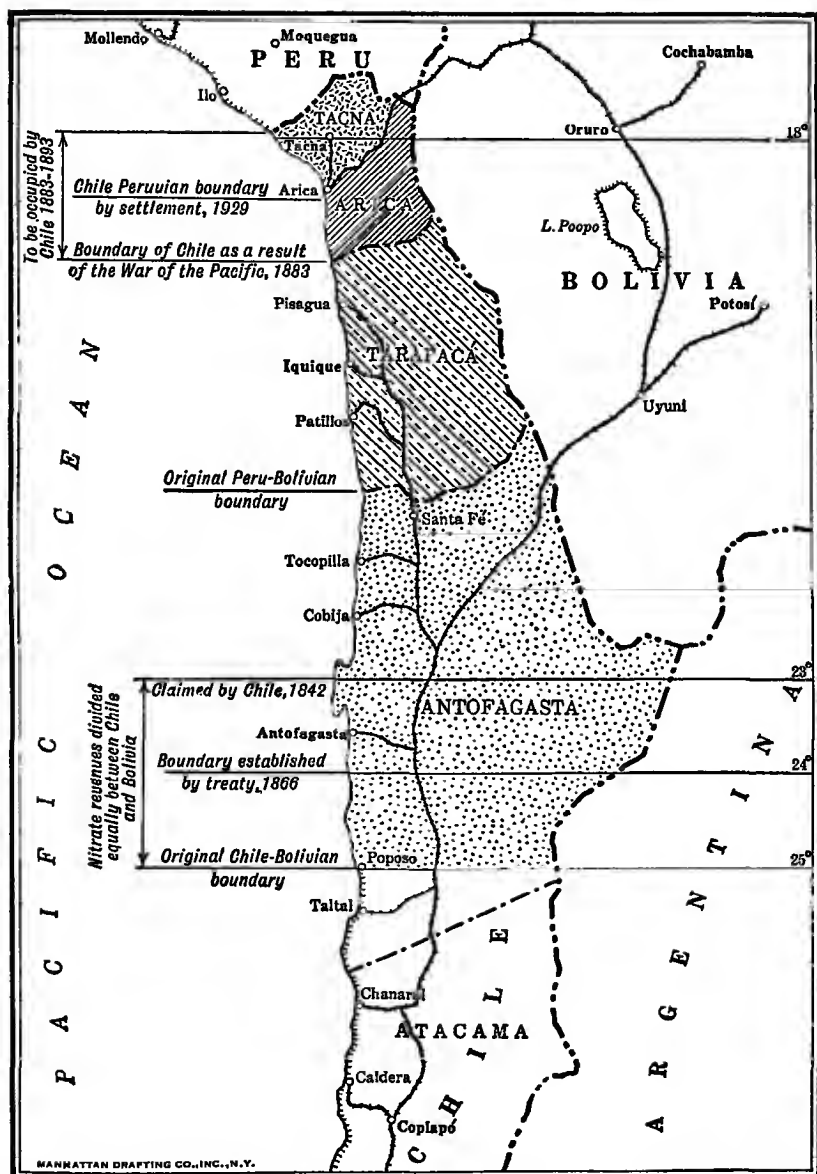 Mollendo
Moquegua
PERU
Cochabamba
Ilo
TACNA
Oruro
18°
Tacna
To be occupied by
Chile 1883-1893
Chile Peruvian boundary
by settlement, 1929
Arica
ARICA
L. Poopo
Boundary of Chile as a result
of the War of the Pacific, 1883
BOLIVIA
Pisagua
Potosí
TARAPACÁ
Iquique
Uyuni
Patillos
Original Peru-Bolivian
boundary
Santa Fé
Tocopilla
Cobija
Claimed by Chile, 1842
23°
ANTOFAGASTA
Antofagasta
Nitrate revenues divided
equally between Chile
and Bolivia
Boundary established
by treaty, 1866
24°
Original Chile-Bolivian
boundary
Poposo
25°
Taltal
Chanaral
ATACAMA
Caldera
Copiapó
PACIFIC OCEAN
CHILE
ARGENTINA
MANHATTAN DRAFTING CO., INC., N.Y.